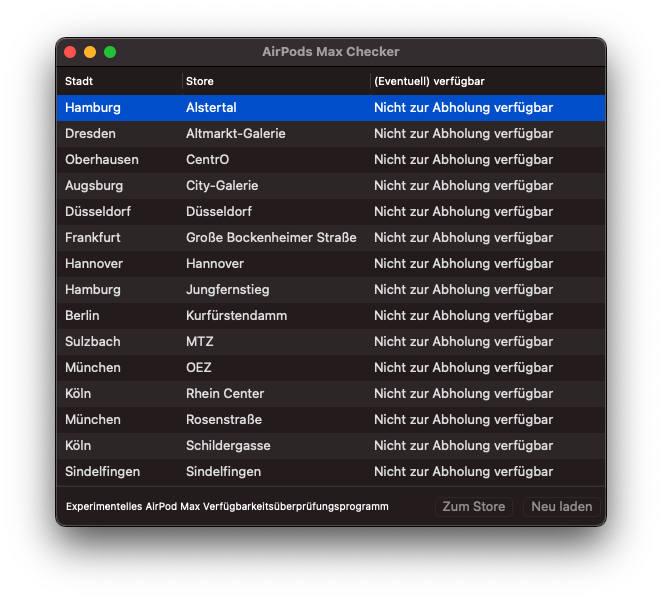 AirPods Max Checker
Stadt Store (Eventuell) verfügbar
Hamburg Alstertal Nicht zur Abholung verfügbar
Dresden Altmarkt-Galerie Nicht zur Abholung verfügbar
Oberhausen CentrO Nicht zur Abholung verfügbar
Augsburg City-Galerie Nicht zur Abholung verfügbar
Düsseldorf Düsseldorf Nicht zur Abholung verfügbar
Frankfurt Große Bockenheimer Straße Nicht zur Abholung verfügbar
Hannover Hannover Nicht zur Abholung verfügbar
Hamburg Jungfernstieg Nicht zur Abholung verfügbar
Berlin Kurfürstendamm Nicht zur Abholung verfügbar
Sulzbach MTZ Nicht zur Abholung verfügbar
München OEZ Nicht zur Abholung verfügbar
Köln Rhein Center Nicht zur Abholung verfügbar
München Rosenstraße Nicht zur Abholung verfügbar
Köln Schildergasse Nicht zur Abholung verfügbar
Sindelfingen Sindelfingen Nicht zur Abholung verfügbar
Experimentelles AirPod Max Verfügbarkeitsüberprüfungsprogramm Zum Store Neu laden